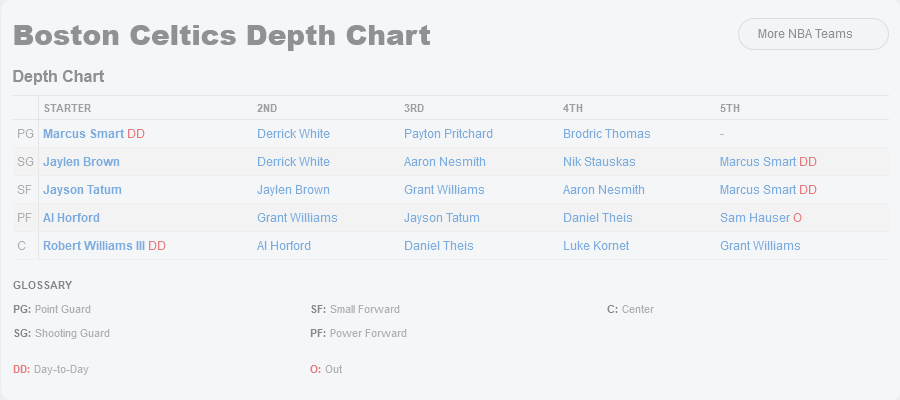 Boston Celtics Depth Chart
More NBA Teams
Depth Chart
STARTER 2ND 3RD 4TH 5TH
PG Marcus Smart DD Derrick White Payton Pritchard Brodric Thomas -
SG Jaylen Brown Derrick White Aaron Nesmith Nik Stauskas Marcus Smart DD
SF Jayson Tatum Jaylen Brown Grant Williams Aaron Nesmith Marcus Smart DD
PF Al Horford Grant Williams Jayson Tatum Daniel Theis Sam Hauser O
C Robert Williams III DD Al Horford Daniel Theis Luke Kornet Grant Williams
GLOSSARY
PG: Point Guard SF: Small Forward C: Center
SG: Shooting Guard PF: Power Forward
DD: Day-to-Day O: Out